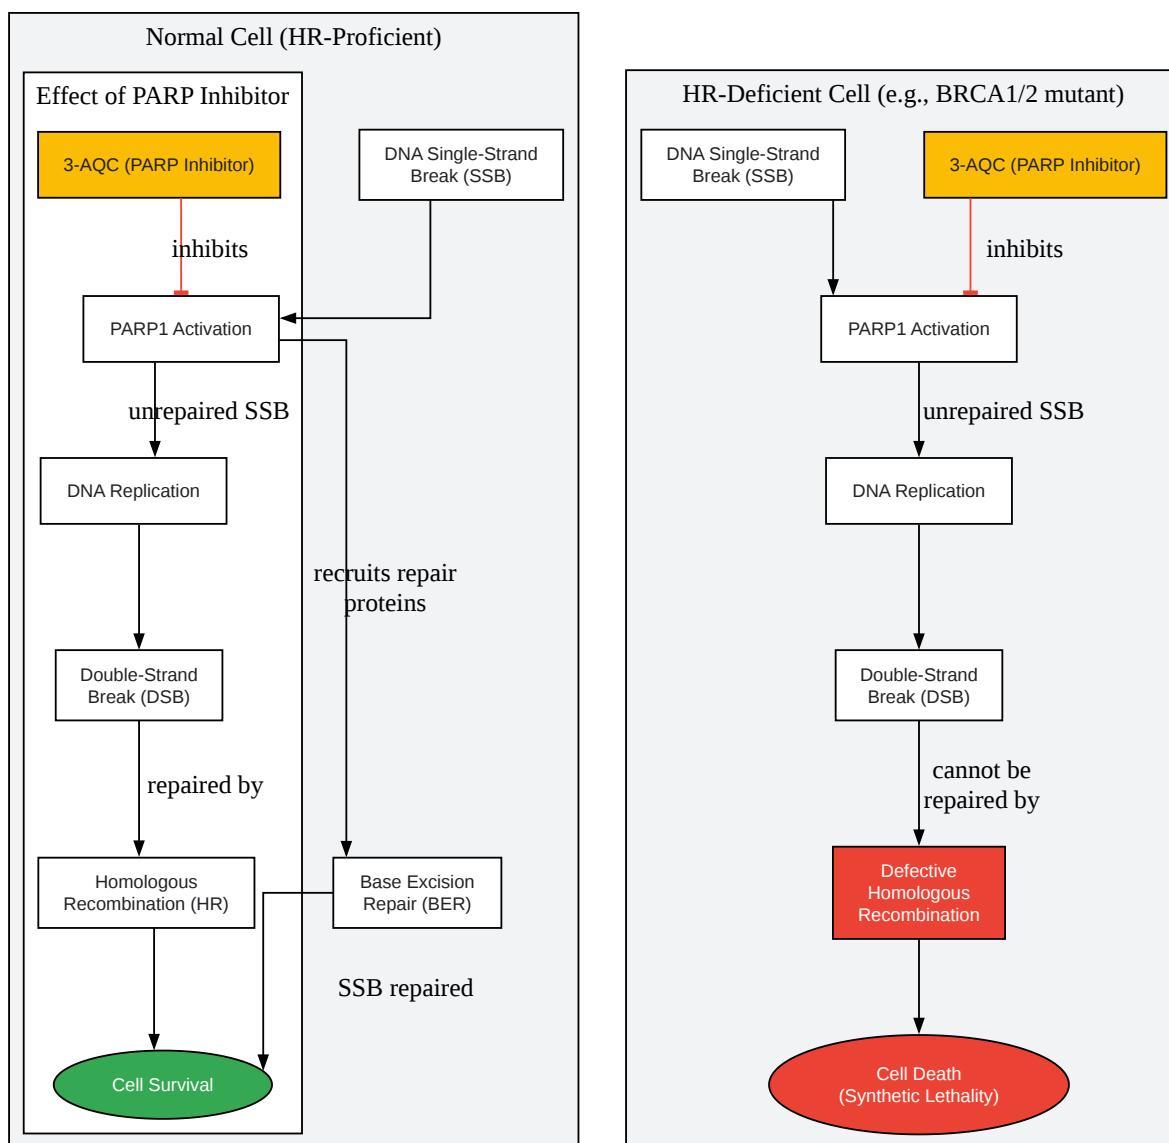 Normal Cell (HR-Proficient)
Effect of PARP Inhibitor
3-AQC (PARP Inhibitor)
DNA Single-Strand
Break (SSB)
inhibits
PARP1 Activation
unrepaired SSB
DNA Replication
recruits repair
proteins
Double-Strand
Break (DSB)
repaired by
Homologous
Recombination (HR)
Base Excision
Repair (BER)
SSB repaired
Cell Survival
HR-Deficient Cell (e.g., BRCA1/2 mutant)
DNA Single-Strand
Break (SSB)
3-AQC (PARP Inhibitor)
inhibits
PARP1 Activation
unrepaired SSB
DNA Replication
Double-Strand
Break (DSB)
cannot be
repaired by
Defective
Homologous
Recombination
Cell Death
(Synthetic Lethality)